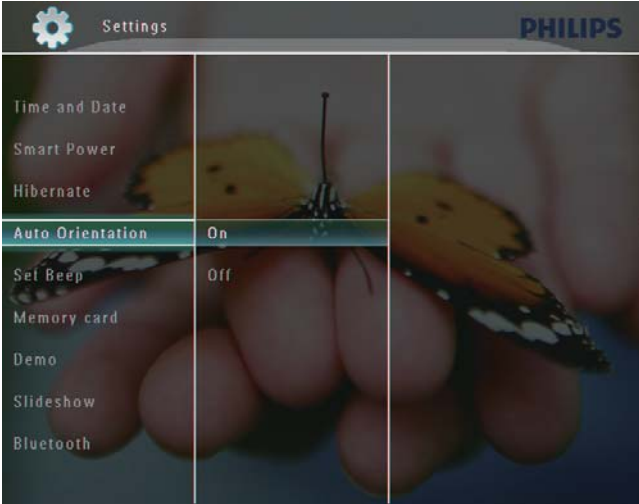 Settings
PHILIPS
Time and Date
Smart Power
Hibernate
Auto Orientation
On
Set Beep
Off
Memory card
Demo
Slideshow
Bluetooth